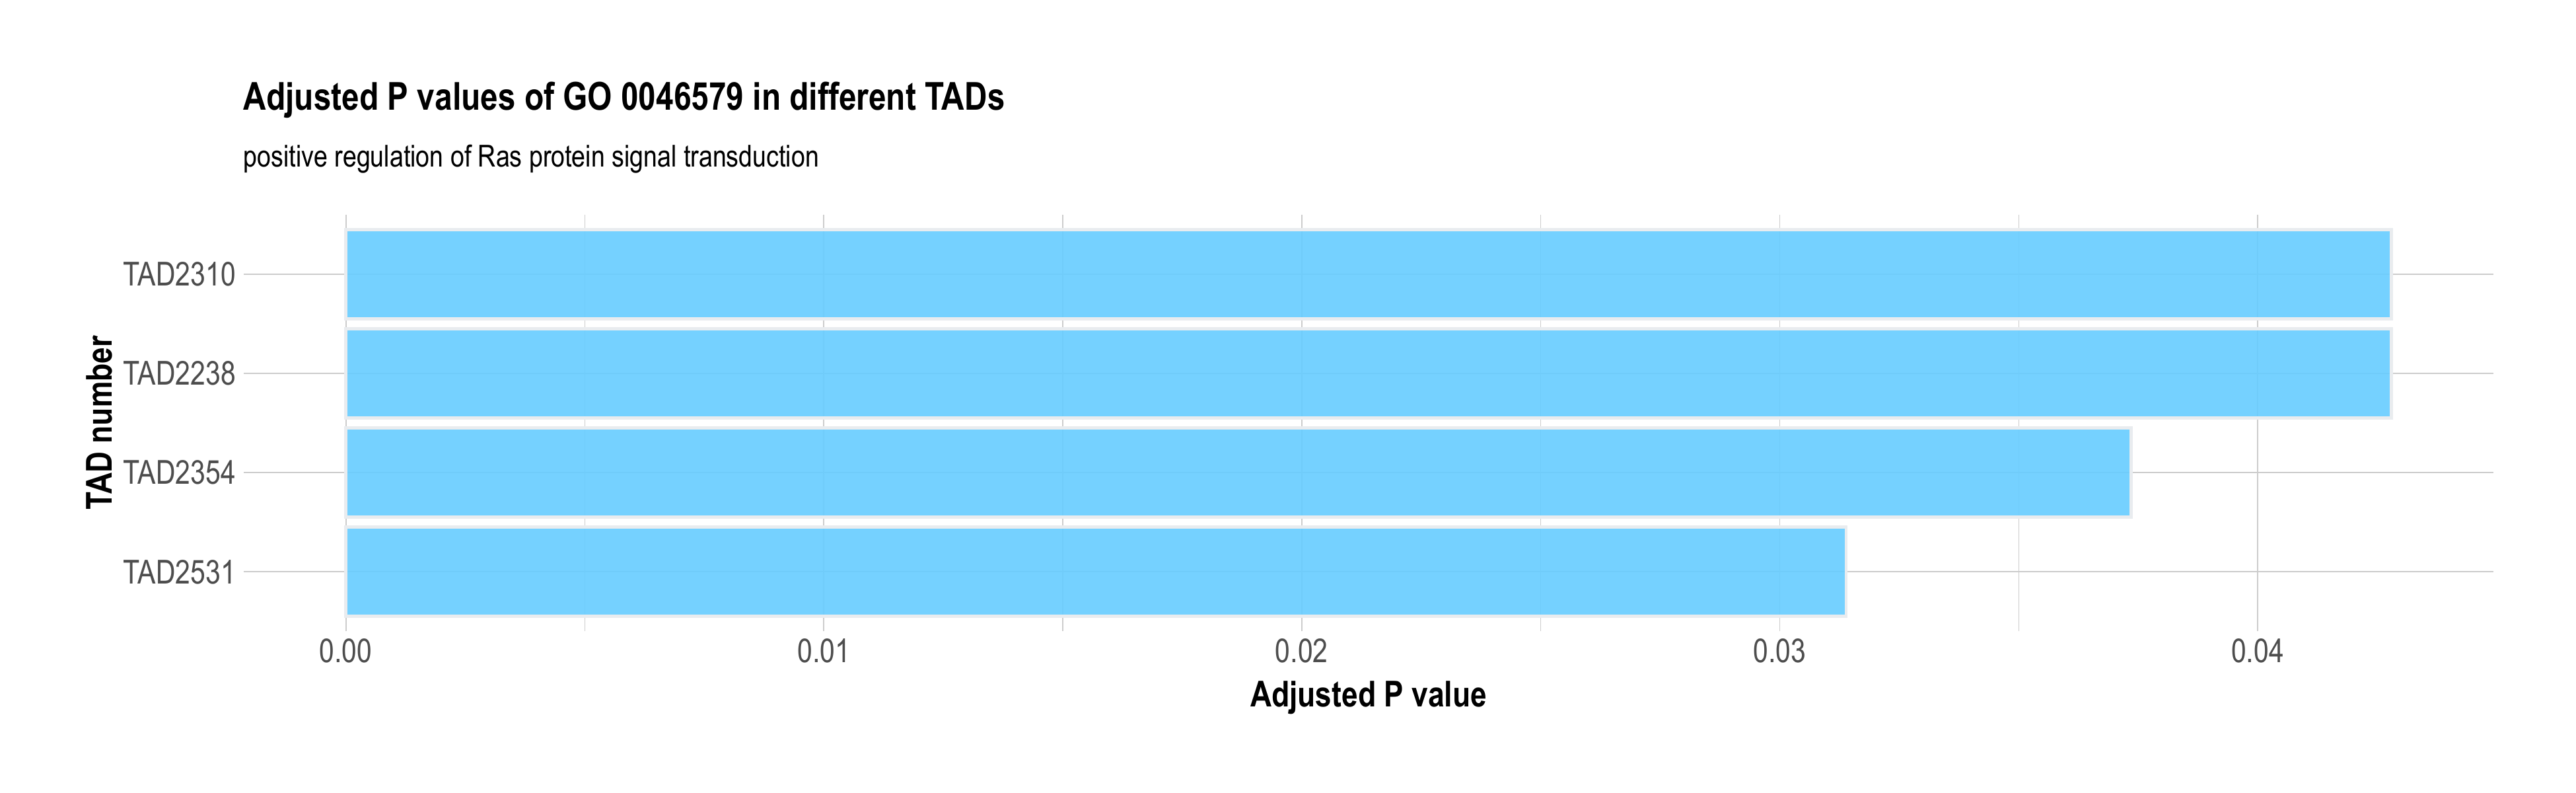 Adjusted P values of GO 0046579 in different TADs
positive regulation of Ras protein signal transduction
TAD number
TAD2310
TAD2238
TAD2354
TAD2531
0.00 0.01 0.02 0.03 0.04
Adjusted P value